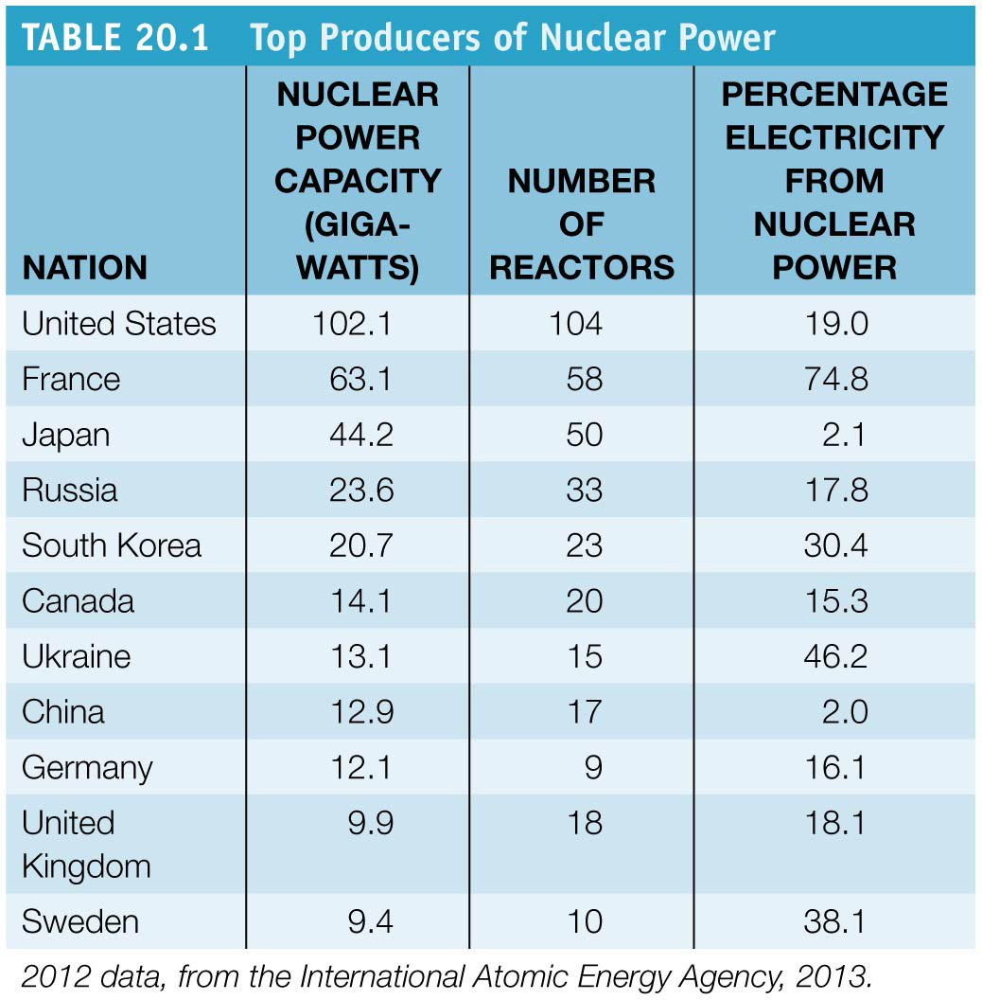 TABLE 20.1 Top Producers of Nuclear Power
NATION
NUCLEAR
POWER
CAPACITY
(GIGA-
WATTS)
NUMBER
OF
REACTORS
PERCENTAGE
ELECTRICITY
FROM
NUCLEAR
POWER
United States 102.1 104 19.0
France 63.1 58 74.8
Japan 44.2 50 2.1
Russia 23.6 33 17.8
South Korea 20.7 23 30.4
Canada 14.1 20 15.3
Ukraine 13.1 15 46.2
China 12.9 17 2.0
Germany 12.1 9 16.1
United 9.9 18 18.1
Kingdom
Sweden 9.4 10 38.1
2012 data, from the International Atomic Energy Agency, 2013.